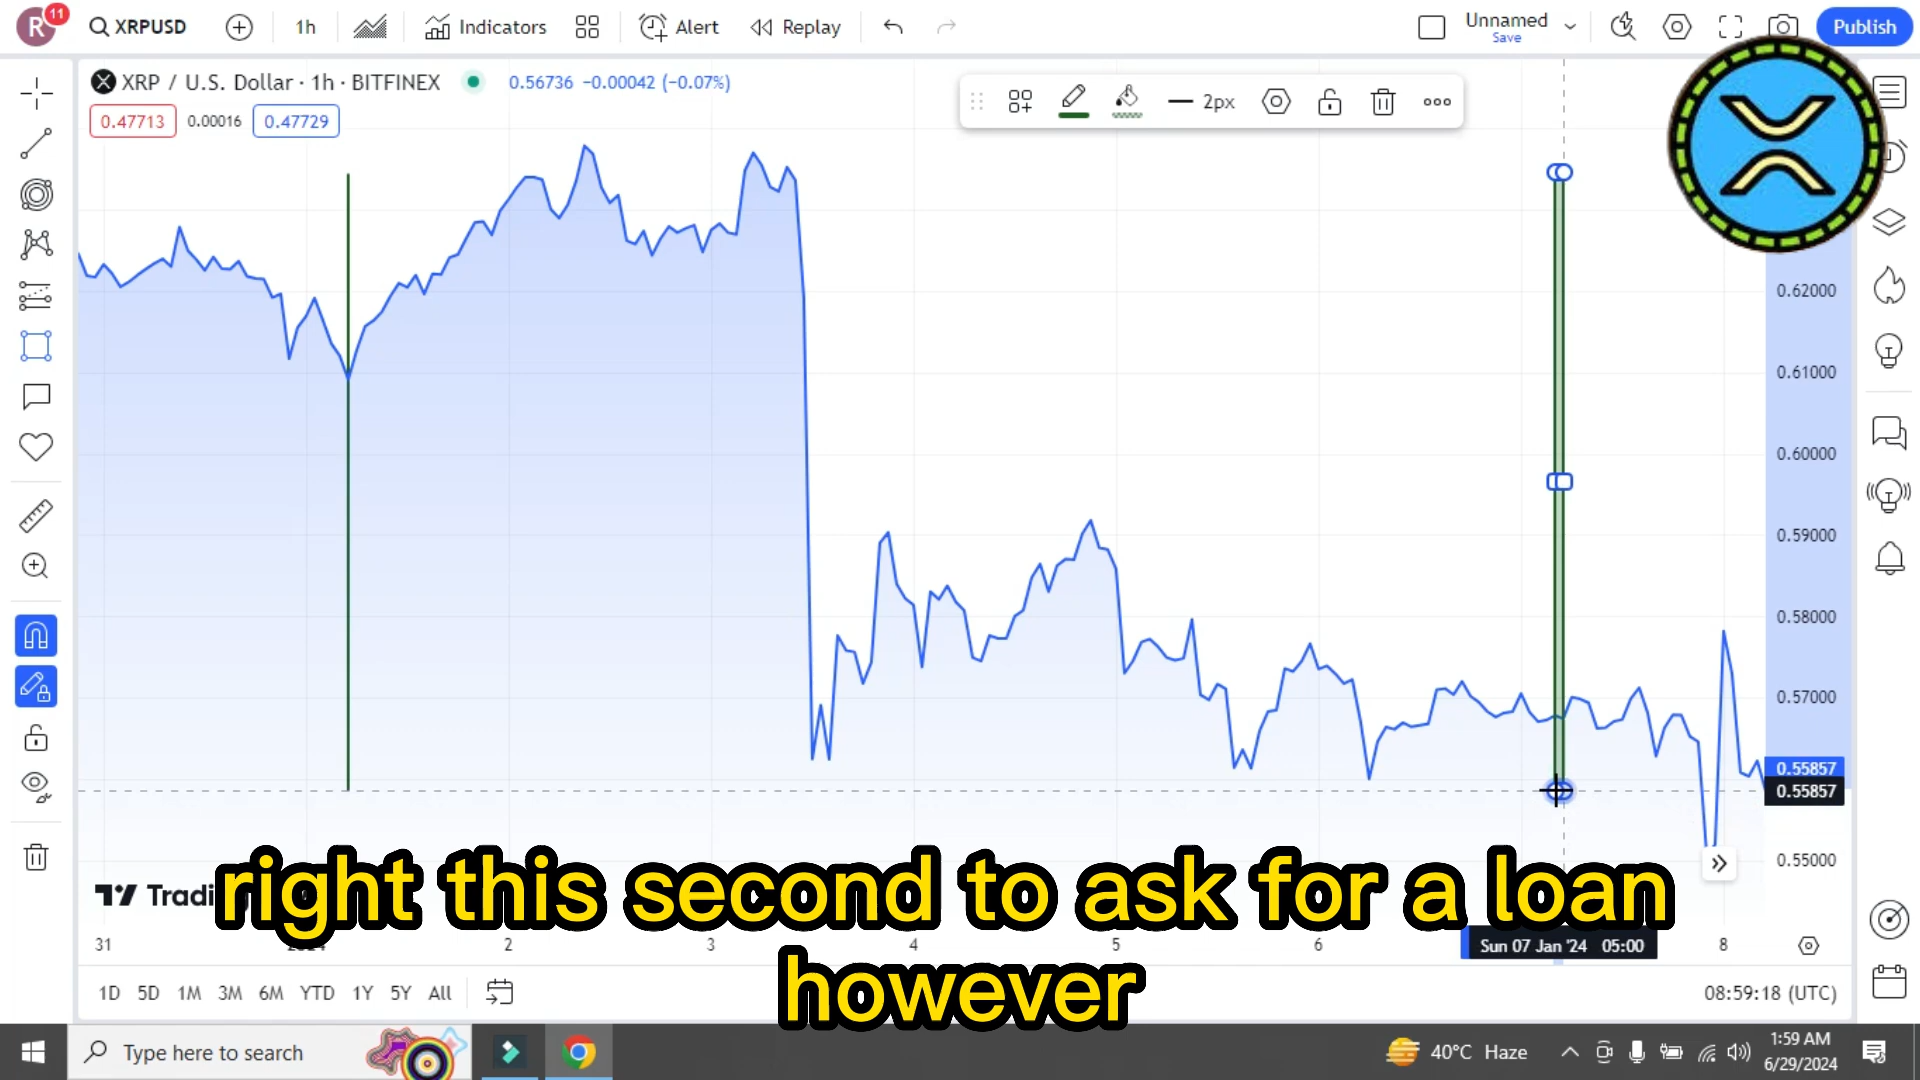 R 11 XRPUSD 1h Indicators Alert Replay Unnamed Save Publish
XRP / U.S. Dollar · 1h · BITFINEX 0.56736 −0.00042 (−0.07%)
0.47713 0.00016 0.47729
2px
0.62000
0.61000
0.60000
0.59000
0.58000
0.57000
0.55857
0.55857
0.55000
right this second to ask for a loan
however
31 2 3 4 5 6 Sun 07 Jan '24 05:00 8
1D 5D 1M 3M 6M YTD 1Y 5Y All 08:59:18 (UTC)
Type here to search 40°C Haze 1:59 AM
6/29/2024